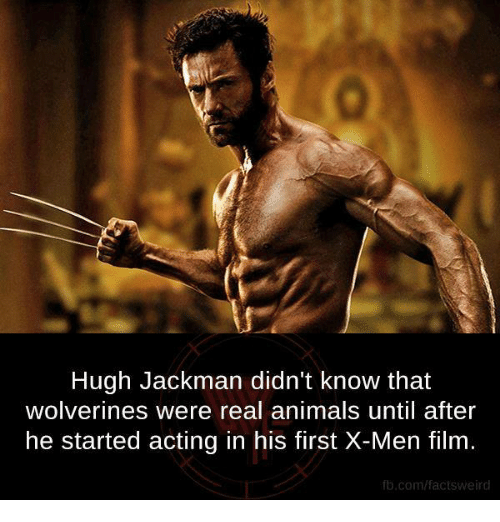 Hugh Jackman didn't know that
wolverines were real animals until after
he started acting in his first X-Men film.
fb.com/factsweird